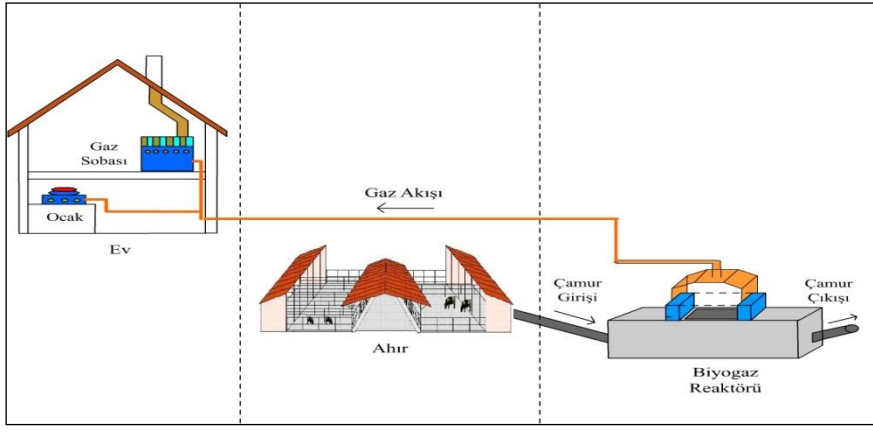 Gaz
Sobası
Ocak
Ev
Gaz Akışı
Ahır
Çamur
Girişi
Çamur
Çıkışı
Biyogaz
Reaktörü